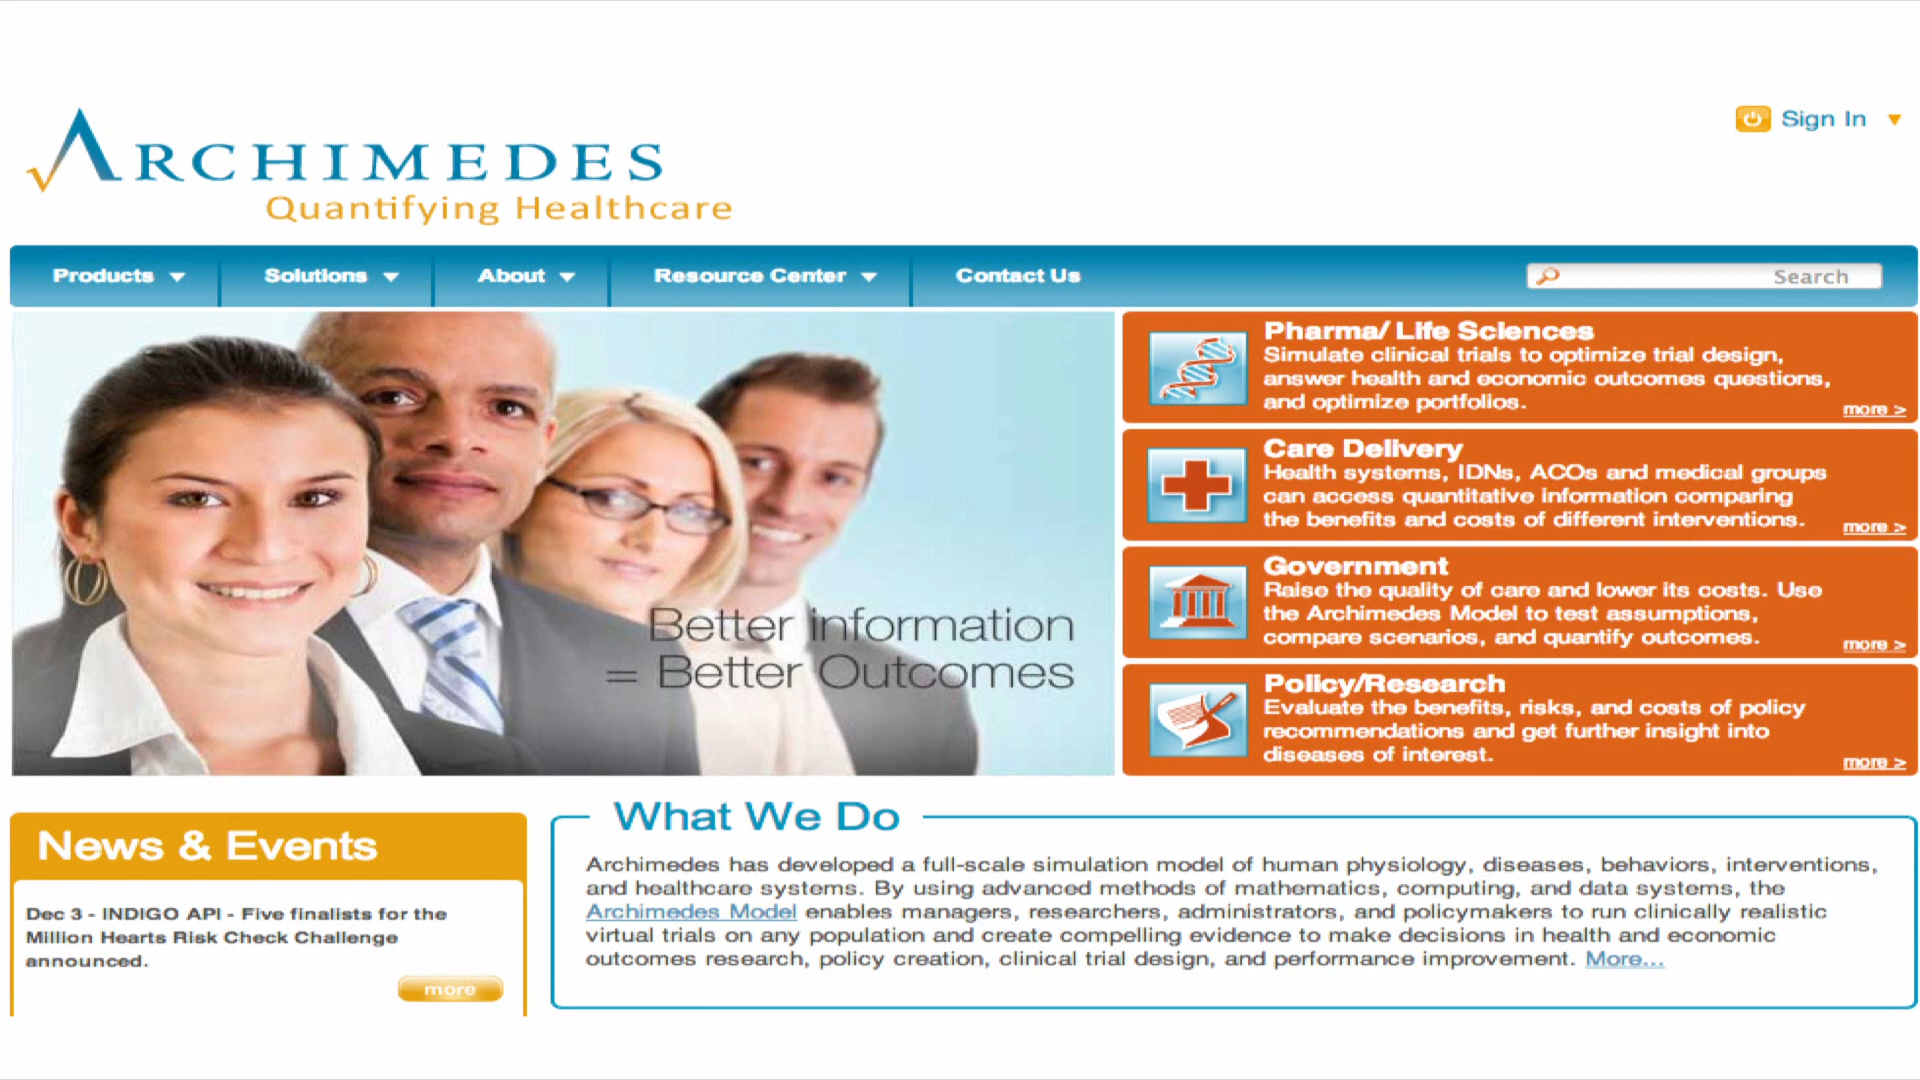 ARCHIMEDES
Quantifying Healthcare
Sign In
Products
Solutions
About
Resource Center
Contact Us
Search
Better information
= Better Outcomes
Pharma/ Life Sciences
Simulate clinical trials to optimize trial design,
answer health and economic outcomes questions,
and optimize portfolios.
more >
Care Delivery
Health systems, IDNs, ACOs and medical groups
can access quantitative information comparing
the benefits and costs of different interventions.
more >
Government
Raise the quality of care and lower its costs. Use
the Archimedes Model to test assumptions,
compare scenarios, and quantify outcomes.
more >
Policy/Research
Evaluate the benefits, risks, and costs of policy
recommendations and get further insight into
diseases of interest.
more >
News & Events
Dec 3 - INDIGO API - Five finalists for the
Million Hearts Risk Check Challenge
announced.
more
What We Do
Archimedes has developed a full-scale simulation model of human physiology, diseases, behaviors, interventions,
and healthcare systems. By using advanced methods of mathematics, computing, and data systems, the
Archimedes Model enables managers, researchers, administrators, and policymakers to run clinically realistic
virtual trials on any population and create compelling evidence to make decisions in health and economic
outcomes research, policy creation, clinical trial design, and performance improvement. More...